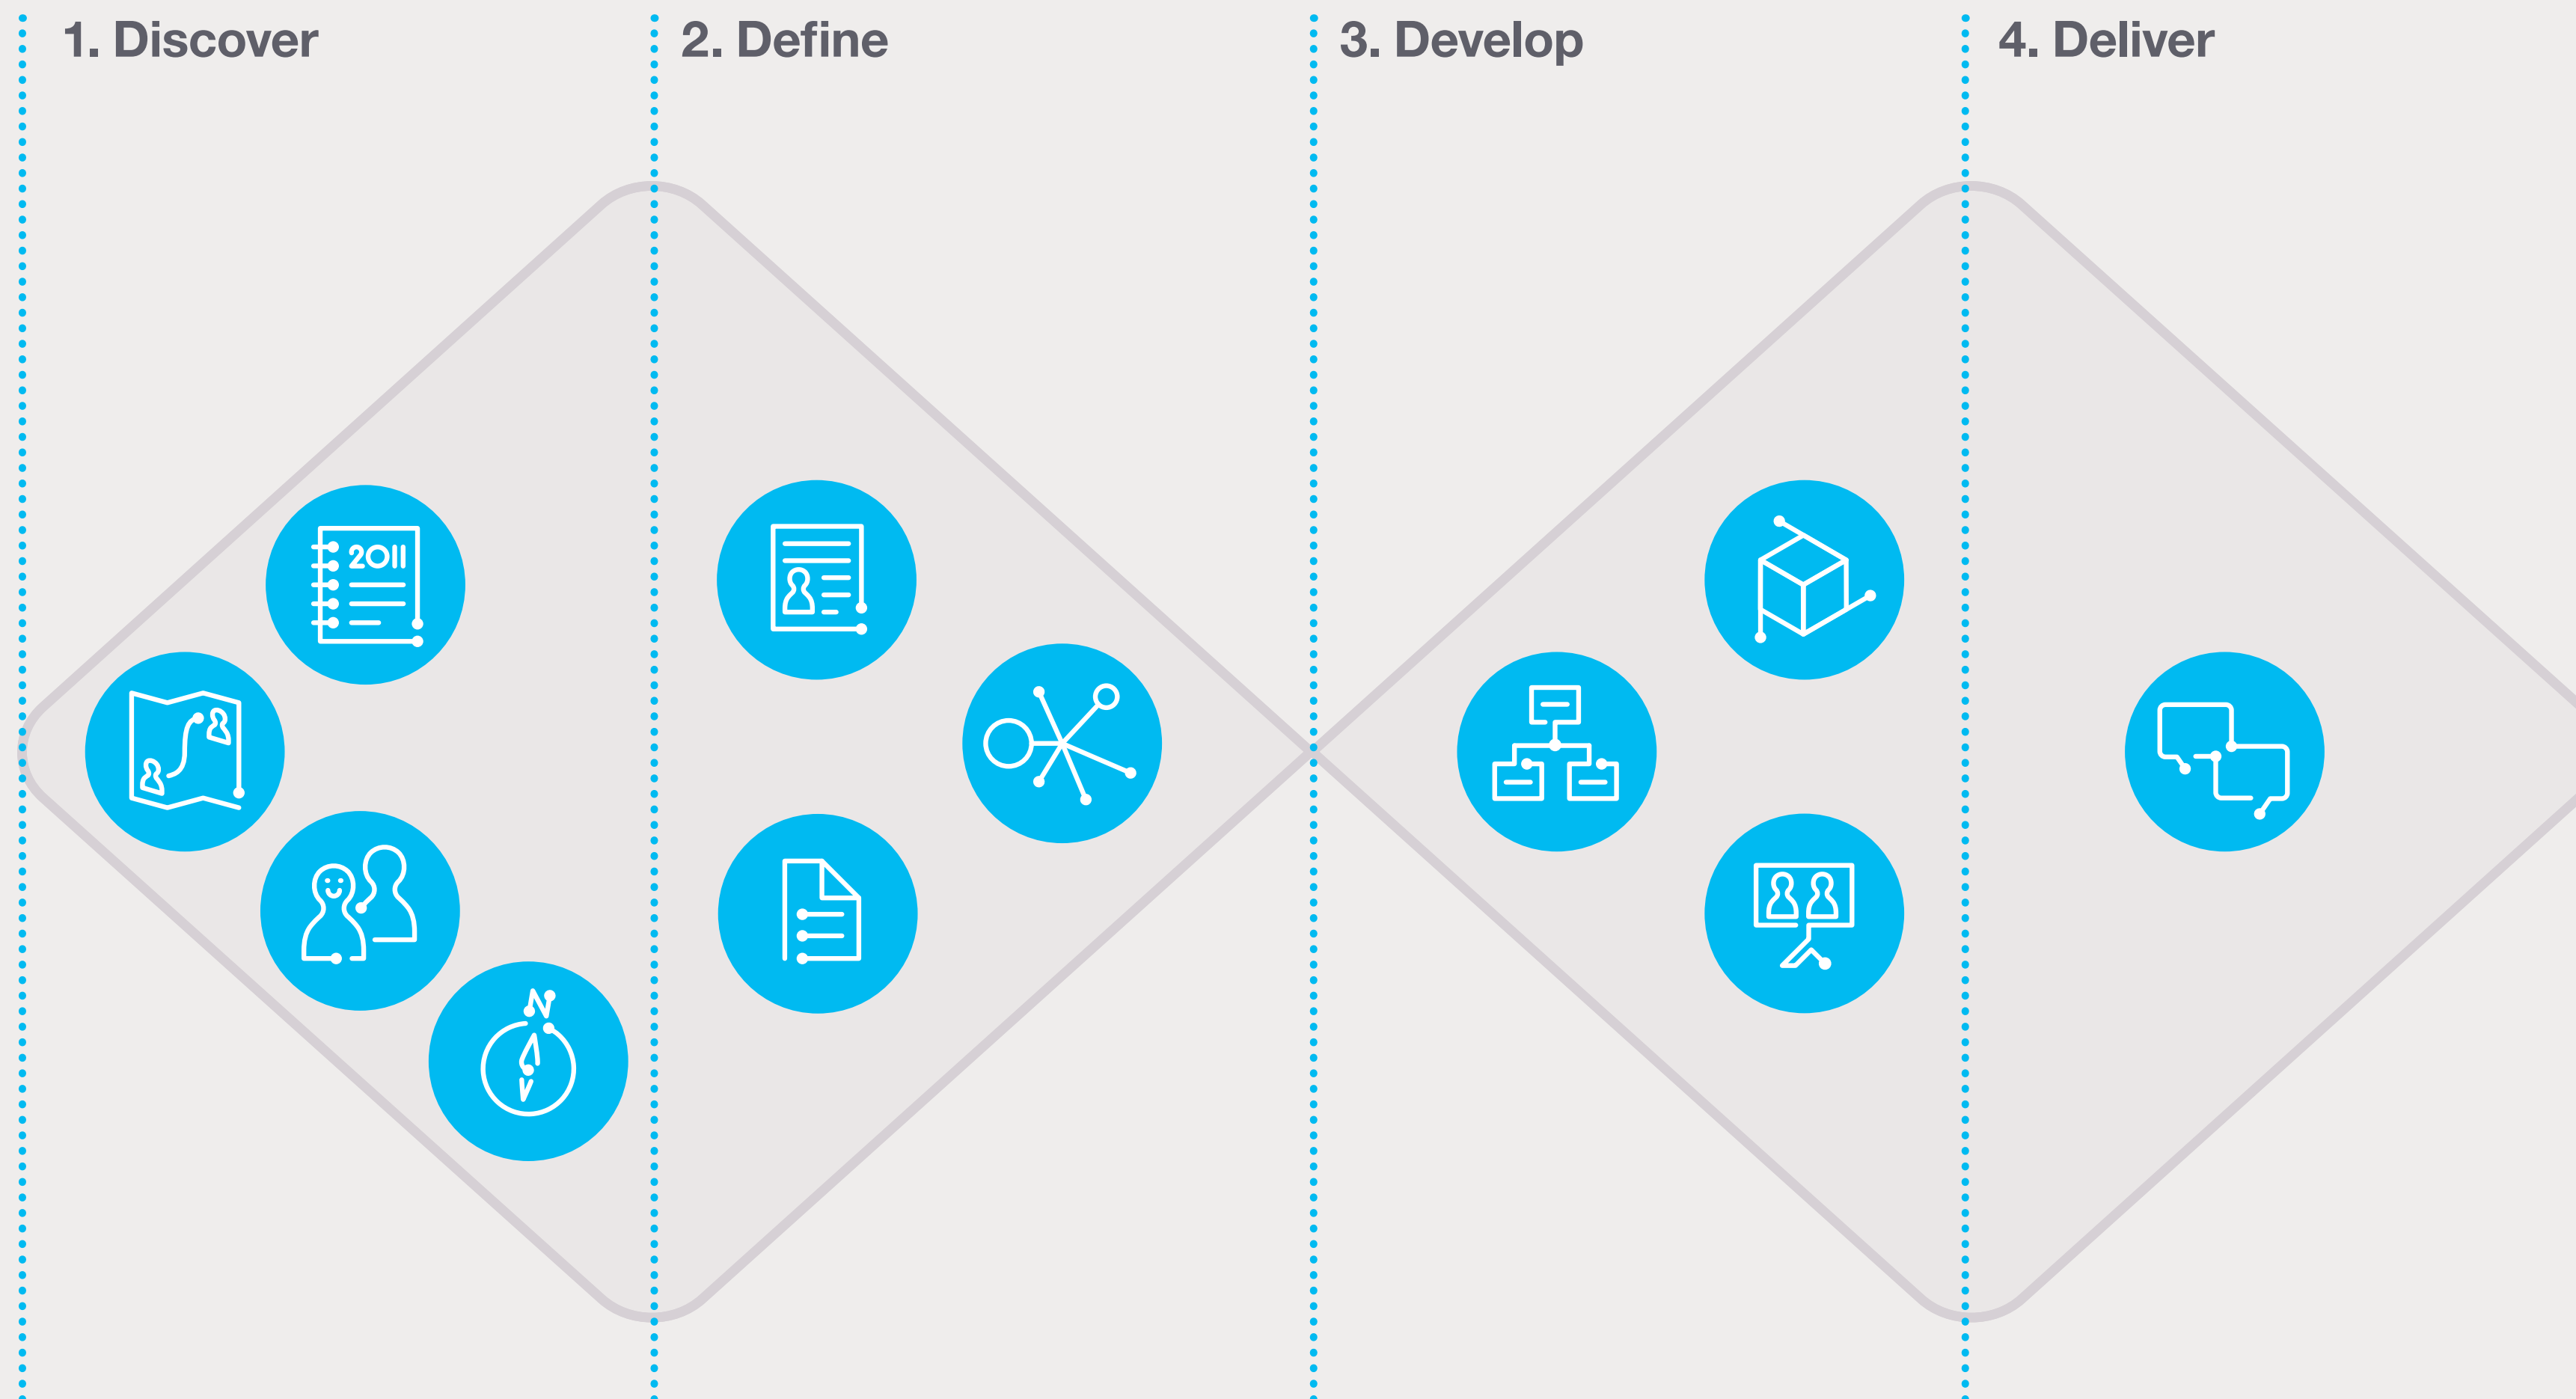 1. Discover
2. Define
3. Develop
4. Deliver
2011
N